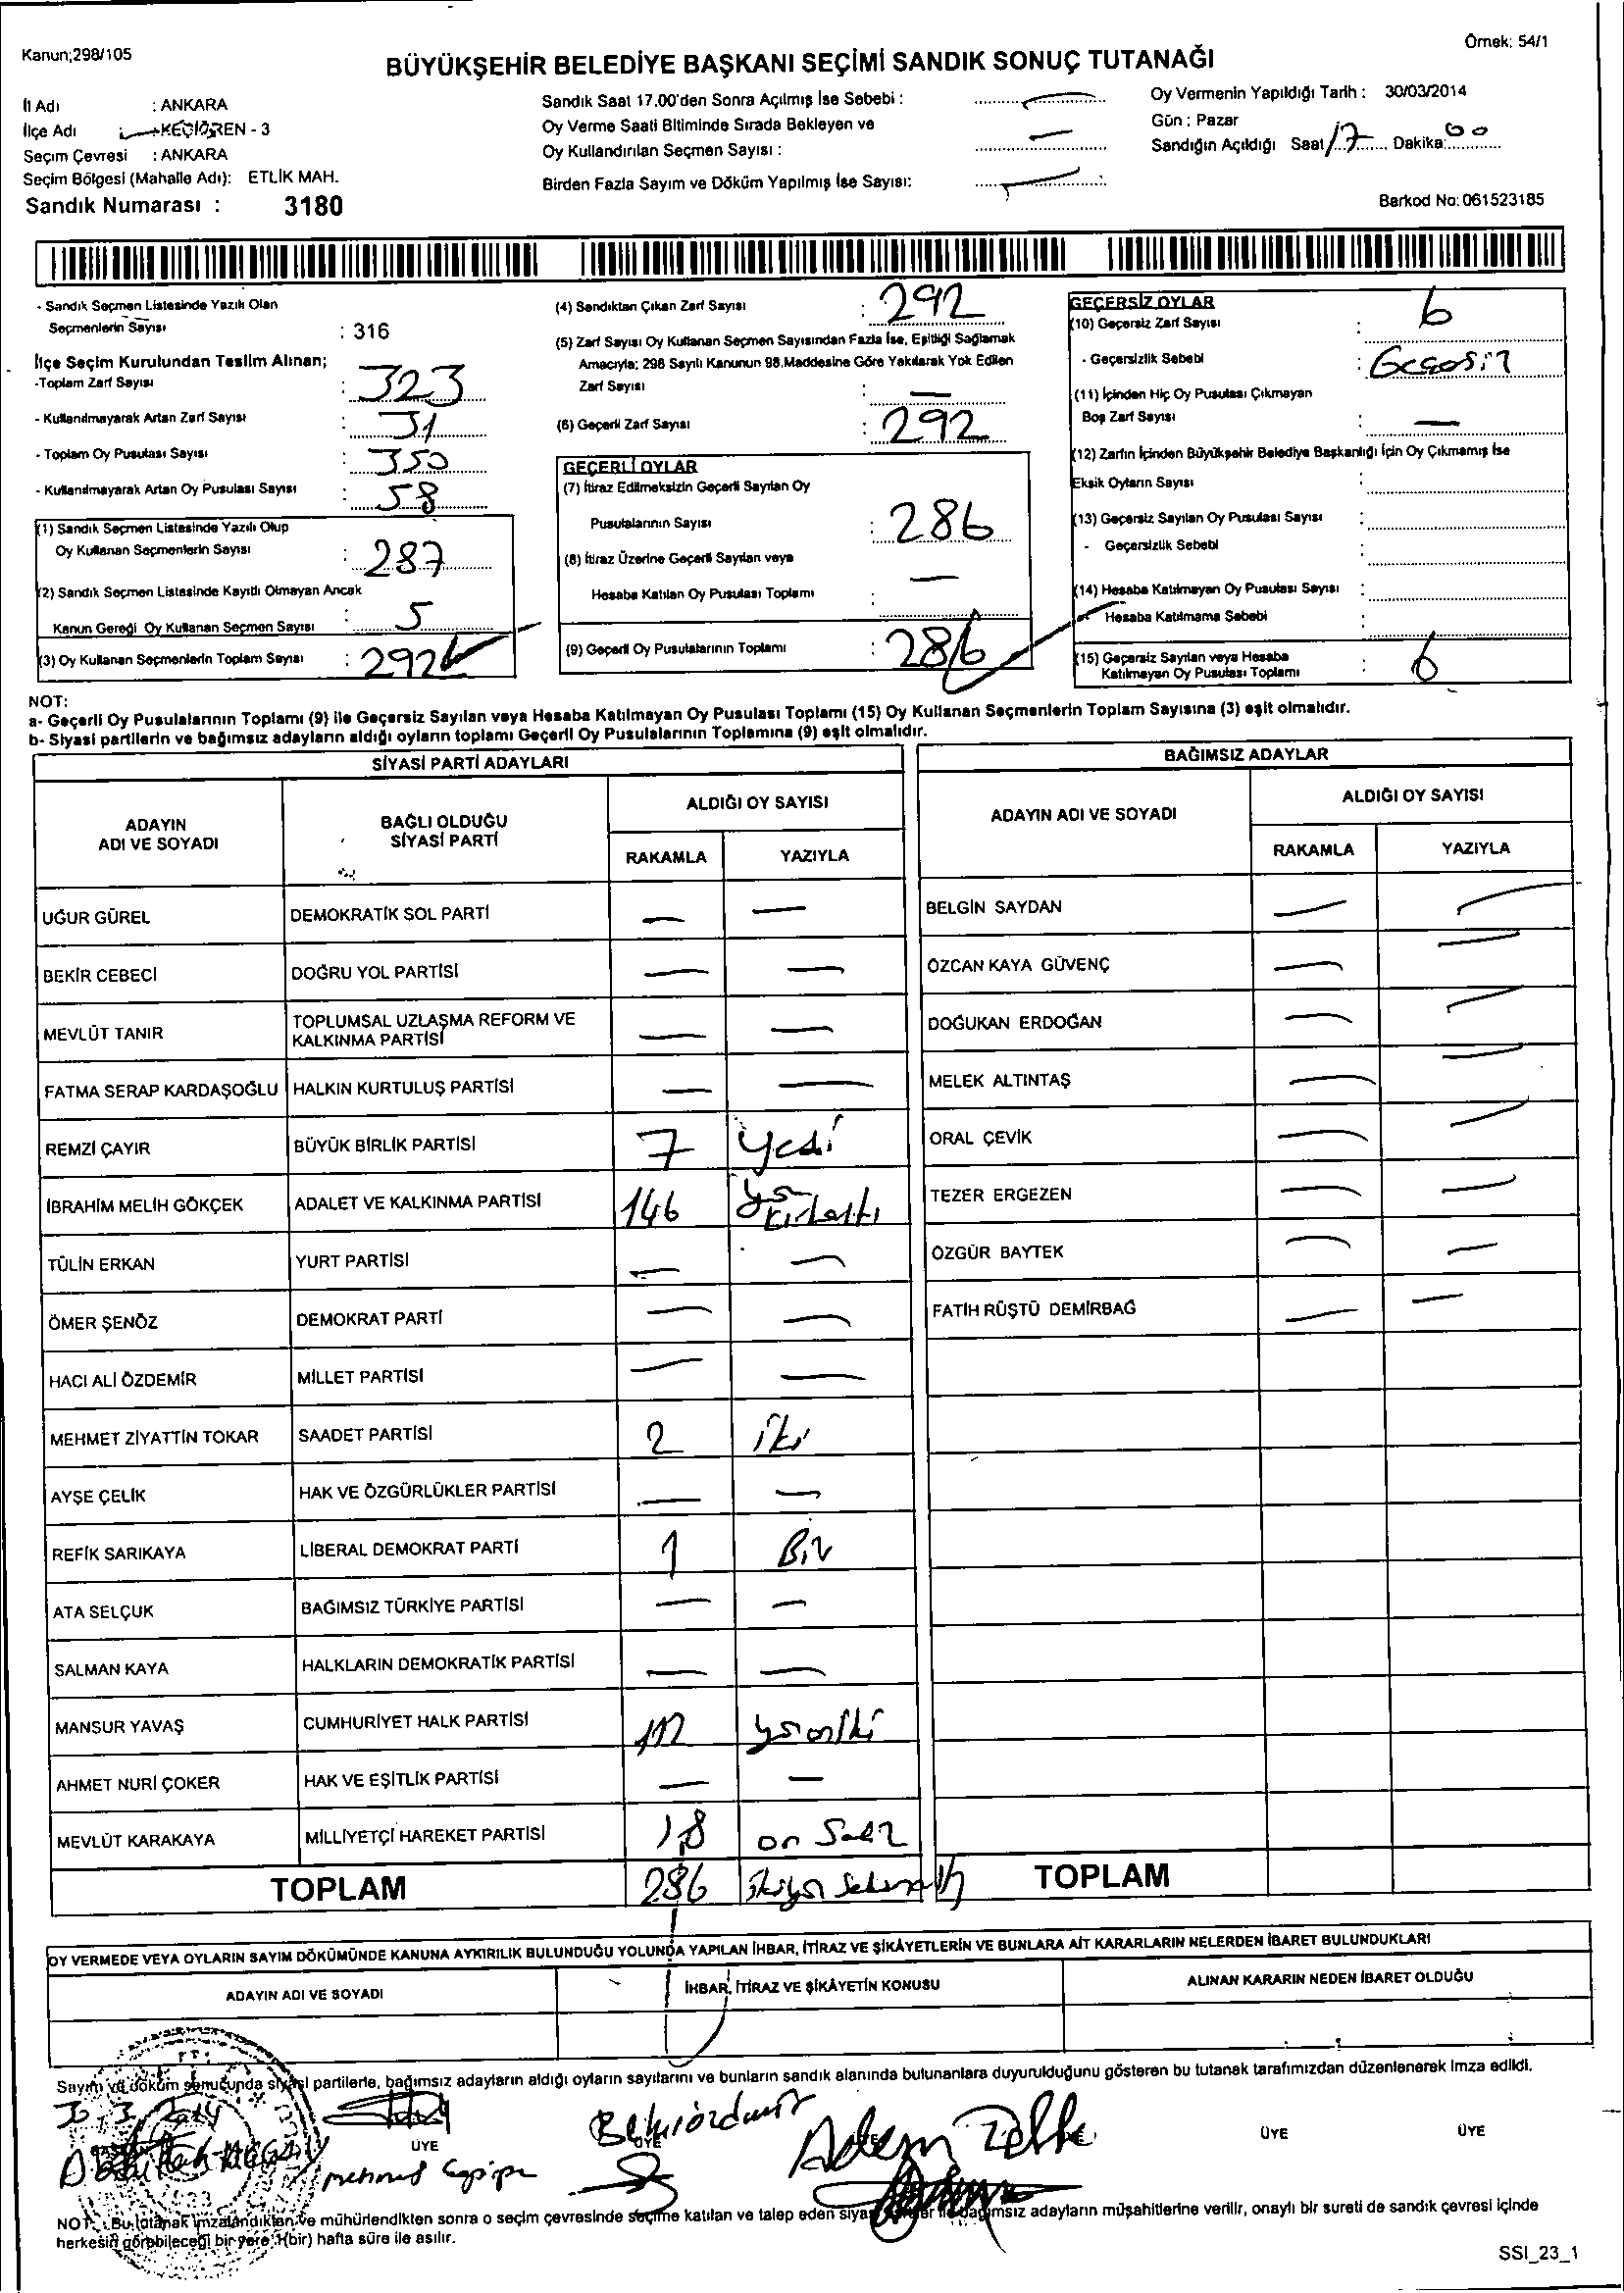 Kanun;298/105
Örnek: 54/1
BÜYÜKŞEHİR BELEDİYE BAŞKANI SEÇİMİ SANDIK SONUÇ TUTANAĞI
İl Adı : ANKARA
İlçe Adı : KEÇİÖREN - 3
Seçim Çevresi : ANKARA
Seçim Bölgesi (Mahalle Adı): ETLİK MAH.
Sandık Numarası : 3180
Sandık Saat 17.00'den Sonra Açılmış İse Sebebi : —
Oy Verme Saati Bitiminde Sırada Bekleyen ve
Oy Kullandırılan Seçmen Sayısı : —
Birden Fazla Sayım ve Döküm Yapılmış İse Sayısı: —
Oy Vermenin Yapıldığı Tarih : 30/03/2014
Gün : Pazar
Sandığın Açıldığı Saat 17 Dakika: 00
Barkod No: 061523185
- Sandık Seçmen Listesinde Yazılı Olan
Seçmenlerin Sayısı : 316
İlçe Seçim Kurulundan Teslim Alınan;
-Toplam Zarf Sayısı : 323
- Kullanılmayarak Artan Zarf Sayısı : 31
- Toplam Oy Pusulası Sayısı : 350
- Kullanılmayarak Artan Oy Pusulası Sayısı : 58
(1) Sandık Seçmen Listesinde Yazılı Olup
Oy Kullanan Seçmenlerin Sayısı : 287
(2) Sandık Seçmen Listesinde Kayıtlı Olmayan Ancak
Kanun Gereği Oy Kullanan Seçmen Sayısı : 5
(3) Oy Kullanan Seçmenlerin Toplam Sayısı : 292
(4) Sandıktan Çıkan Zarf Sayısı : 292
(5) Zarf Sayısı Oy Kullanan Seçmen Sayısından Fazla İse, Eşitliği Sağlamak
Amacıyla; 298 Sayılı Kanunun 98.Maddesine Göre Yakılarak Yok Edilen
Zarf Sayısı : —
(6) Geçerli Zarf Sayısı : 292
GEÇERLİ OYLAR
(7) İtiraz Edilmeksizin Geçerli Sayılan Oy
Pusulalarının Sayısı : 286
(8) İtiraz Üzerine Geçerli Sayılan veya
Hesaba Katılan Oy Pusulası Toplamı : —
(9) Geçerli Oy Pusulalarının Toplamı : 286
GEÇERSİZ OYLAR
(10) Geçersiz Zarf Sayısı : 6
- Geçersizlik Sebebi :
(11) İçinden Hiç Oy Pusulası Çıkmayan
Boş Zarf Sayısı : —
(12) Zarfın İçinden Büyükşehir Belediye Başkanlığı İçin Oy Çıkmamış İse
Eksik Oyların Sayısı :
(13) Geçersiz Sayılan Oy Pusulası Sayısı :
- Geçersizlik Sebebi :
(14) Hesaba Katılmayan Oy Pusulası Sayısı :
Hesaba Katılmama Sebebi :
(15) Geçersiz Sayılan veya Hesaba
Katılmayan Oy Pusulası Toplamı : 6
NOT:
a- Geçerli Oy Pusulalarının Toplamı (9) ile Geçersiz Sayılan veya Hesaba Katılmayan Oy Pusulası Toplamı (15) Oy Kullanan Seçmenlerin Toplam Sayısına (3) eşit olmalıdır.
b- Siyasi partilerin ve bağımsız adayların aldığı oyların toplamı Geçerli Oy Pusulalarının Toplamına (9) eşit olmalıdır.
SİYASİ PARTİ ADAYLARI
ADAYIN ADI VE SOYADI BAĞLI OLDUĞU SİYASİ PARTİ ALDIĞI OY SAYISI
RAKAMLA YAZIYLA
UĞUR GÜREL DEMOKRATİK SOL PARTİ — —
BEKİR CEBECİ DOĞRU YOL PARTİSİ — —
MEVLÜT TANIR TOPLUMSAL UZLAŞMA REFORM VE KALKINMA PARTİSİ — —
FATMA SERAP KARDAŞOĞLU HALKIN KURTULUŞ PARTİSİ — —
REMZİ ÇAYIR BÜYÜK BİRLİK PARTİSİ 7 Yedi
İBRAHİM MELİH GÖKÇEK ADALET VE KALKINMA PARTİSİ 146 yüz kırkaltı
TÜLİN ERKAN YURT PARTİSİ — —
ÖMER ŞENÖZ DEMOKRAT PARTİ — —
HACI ALİ ÖZDEMİR MİLLET PARTİSİ — —
MEHMET ZİYATTİN TOKAR SAADET PARTİSİ 2 iki
AYŞE ÇELİK HAK VE ÖZGÜRLÜKLER PARTİSİ — —
REFİK SARIKAYA LİBERAL DEMOKRAT PARTİ 1 Bir
ATA SELÇUK BAĞIMSIZ TÜRKİYE PARTİSİ — —
SALMAN KAYA HALKLARIN DEMOKRATİK PARTİSİ — —
MANSUR YAVAŞ CUMHURİYET HALK PARTİSİ 112 yüz oniki
AHMET NURİ ÇOKER HAK VE EŞİTLİK PARTİSİ — —
MEVLÜT KARAKAYA MİLLİYETÇİ HAREKET PARTİSİ 18 on Sekiz
TOPLAM 286 ikiyüz Seksenaltı
BAĞIMSIZ ADAYLAR
ADAYIN ADI VE SOYADI ALDIĞI OY SAYISI
RAKAMLA YAZIYLA
BELGİN SAYDAN — —
ÖZCAN KAYA GÜVENÇ — —
DOĞUKAN ERDOĞAN — —
MELEK ALTINTAŞ — —
ORAL ÇEVİK — —
TEZER ERGEZEN — —
ÖZGÜR BAYTEK — —
FATİH RÜŞTÜ DEMİRBAĞ — —
TOPLAM
OY VERMEDE VEYA OYLARIN SAYIM DÖKÜMÜNDE KANUNA AYKIRILIK BULUNDUĞU YOLUNDA YAPILAN İHBAR, İTİRAZ VE ŞİKÂYETLERİN VE BUNLARA AİT KARARLARIN NELERDEN İBARET BULUNDUKLARI
ADAYIN ADI VE SOYADI İHBAR, İTİRAZ VE ŞİKÂYETİN KONUSU ALINAN KARARIN NEDEN İBARET OLDUĞU
Sayım ve döküm sonucunda siyasi partilerle, bağımsız adayların aldığı oyların sayılarını ve bunların sandık alanında bulunanlara duyurulduğunu gösteren bu tutanak tarafımızdan düzenlenerek imza edildi.
30.3.2014
ÜYE ÜYE ÜYE ÜYE
Bekir özdemir
Adem
Mehmet
NOT: Bu tutanak imzalandıktan ve mühürlendikten sonra o seçim çevresinde seçime katılan ve talep eden siyasi partiler ile bağımsız adayların müşahitlerine verilir, onaylı bir sureti de sandık çevresi içinde
herkesin görebileceği bir yere 1(bir) hafta süre ile asılır.
SSI_23_1